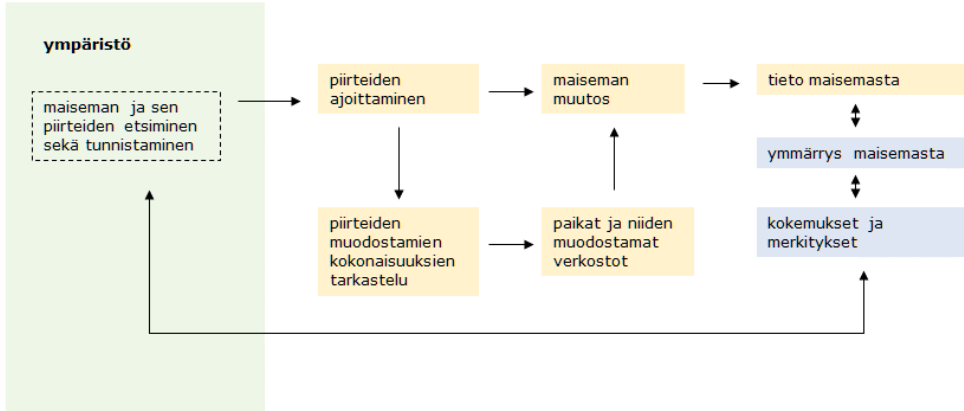 ympäristö
maiseman ja sen
piirteiden etsiminen
sekä tunnistaminen
piirteiden
ajoittaminen
maiseman
muutos
tieto maisemasta
ymmärrys maisemasta
piirteiden
muodostamien
kokonaisuuksien
tarkastelu
paikat ja niiden
muodostamat
verkostot
kokemukset ja
merkitykset